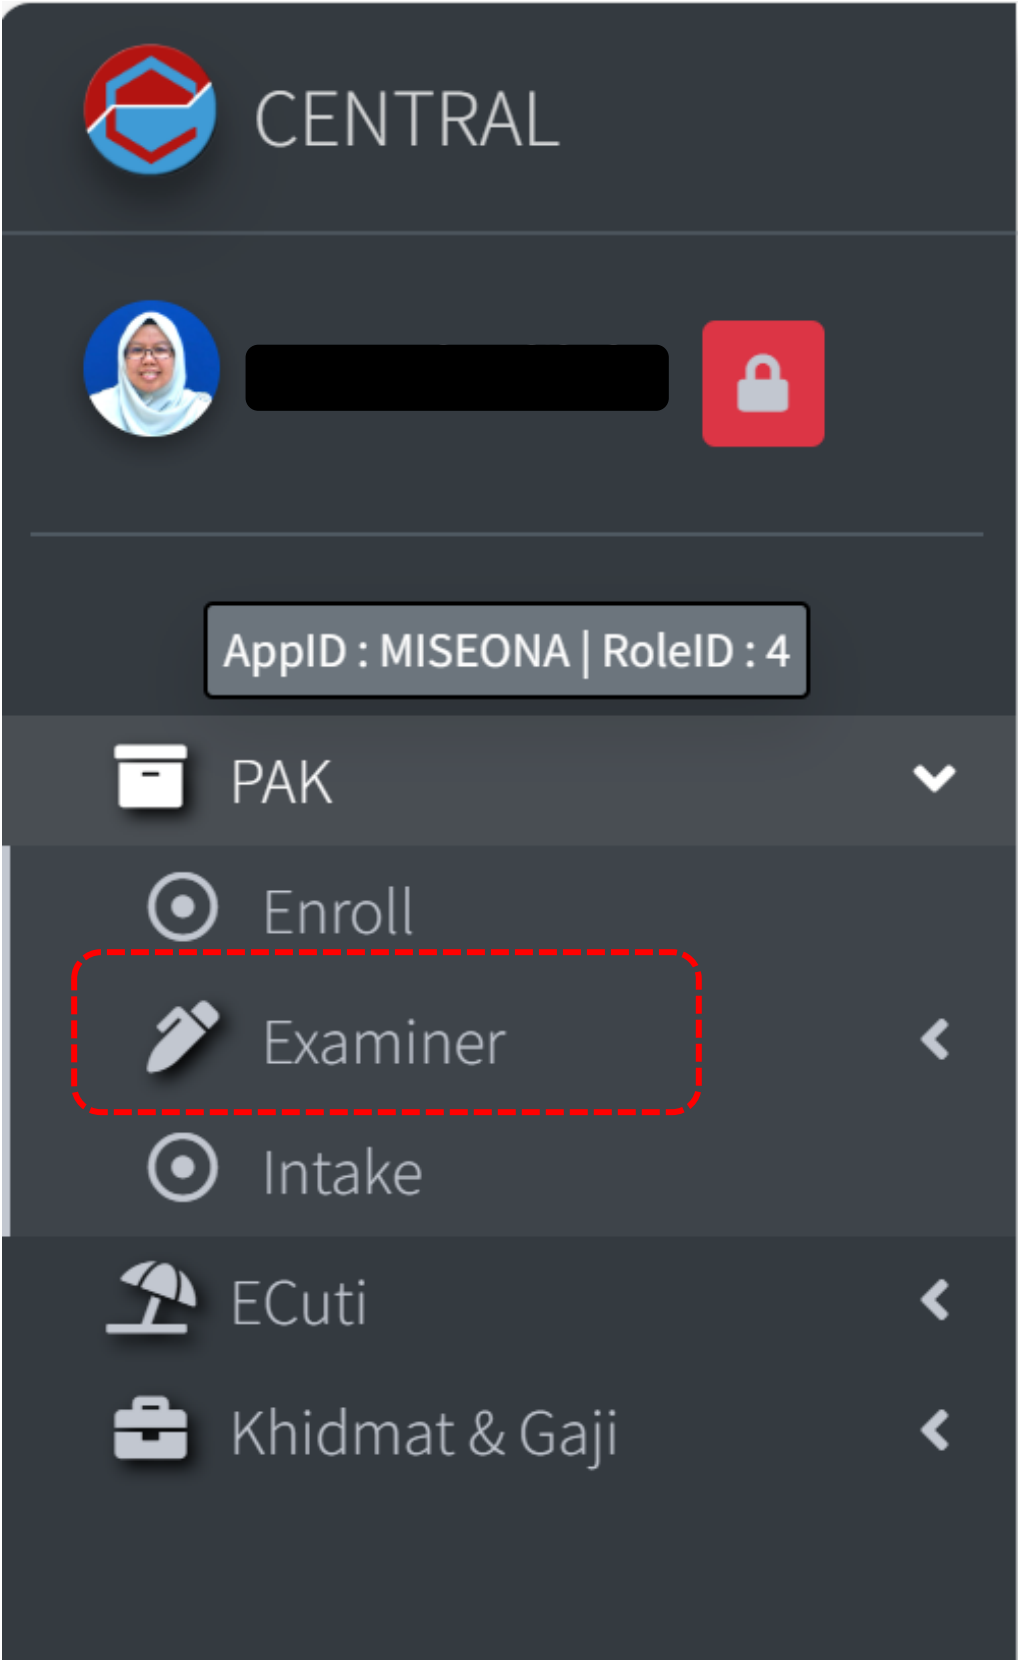 CENTRAL
AppID : MISEONA | RoleID : 4
PAK
Enroll
Examiner
Intake
ECuti
Khidmat & Gaji